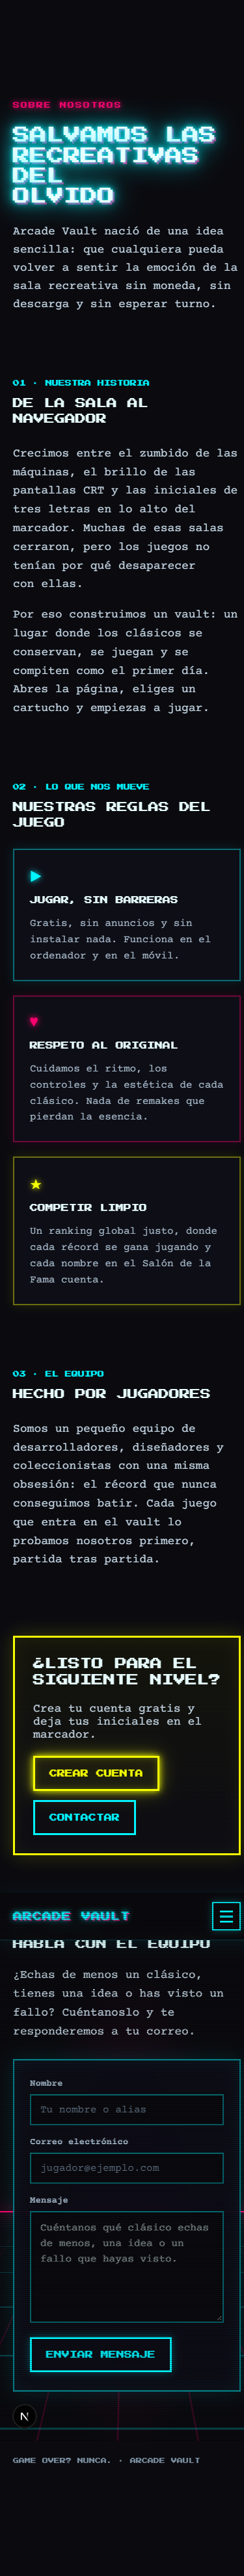 SOBRE NOSOTROS
SALVAMOS LAS
RECREATIVAS
DEL
OLVIDO
Arcade Vault nació de una idea
sencilla: que cualquiera pueda
volver a sentir la emoción de la
sala recreativa sin moneda, sin
descarga y sin esperar turno.
01 · NUESTRA HISTORIA
DE LA SALA AL
NAVEGADOR
Crecimos entre el zumbido de las
máquinas, el brillo de las
pantallas CRT y las iniciales de
tres letras en lo alto del
marcador. Muchas de esas salas
cerraron, pero los juegos no
tenían por qué desaparecer
con ellas.
Por eso construimos un vault: un
lugar donde los clásicos se
conservan, se juegan y se
compiten como el primer día.
Abres la página, eliges un
cartucho y empiezas a jugar.
02 · LO QUE NOS MUEVE
NUESTRAS REGLAS DEL
JUEGO
JUGAR, SIN BARRERAS
Gratis, sin anuncios y sin
instalar nada. Funciona en el
ordenador y en el móvil.
RESPETO AL ORIGINAL
Cuidamos el ritmo, los
controles y la estética de cada
clásico. Nada de remakes que
pierdan la esencia.
COMPETIR LIMPIO
Un ranking global justo, donde
cada récord se gana jugando y
cada nombre en el Salón de la
Fama cuenta.
03 · EL EQUIPO
HECHO POR JUGADORES
Somos un pequeño equipo de
desarrolladores, diseñadores y
coleccionistas con una misma
obsesión: el récord que nunca
conseguimos batir. Cada juego
que entra en el vault lo
probamos nosotros primero,
partida tras partida.
¿LISTO PARA EL
SIGUIENTE NIVEL?
Crea tu cuenta gratis y
deja tus iniciales en el
marcador.
CREAR CUENTA
CONTACTAR
ARCADE VAULT
HABLA CON EL EQUIPO
¿Echas de menos un clásico,
tienes una idea o has visto un
fallo? Cuéntanoslo y te
responderemos a tu correo.
Nombre
Tu nombre o alias
Correo electrónico
jugador@ejemplo.com
Mensaje
Cuéntanos qué clásico echas
de menos, una idea o un
fallo que hayas visto.
ENVIAR MENSAJE
N
GAME OVER? NUNCA. · ARCADE VAULT